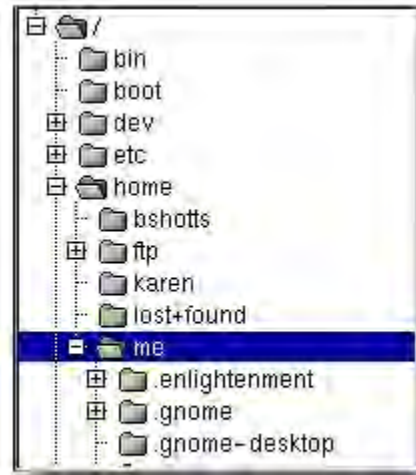 /
bin
boot
dev
etc
home
bshotts
ftp
karen
lost+found
me
.enlightenment
.gnome
.gnome-desktop